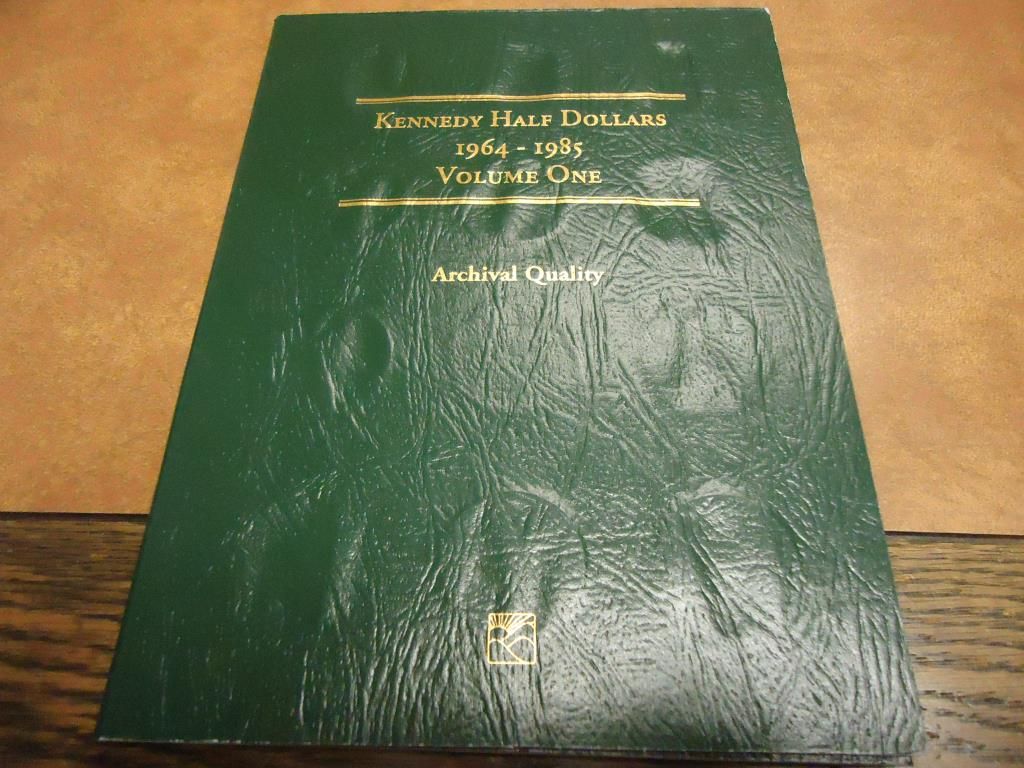 Kennedy Half Dollars
1964 - 1985
Volume One
Archival Quality